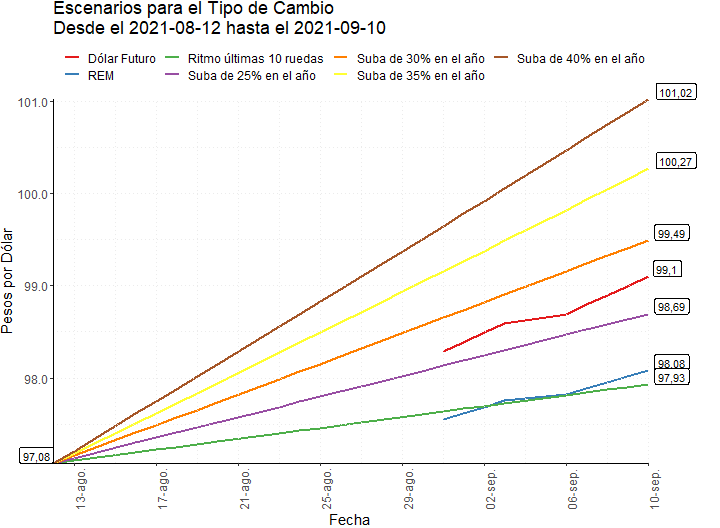 Escenarios para el Tipo de Cambio
Desde el 2021-08-12 hasta el 2021-09-10
Dólar Futuro Ritmo últimas 10 ruedas Suba de 30% en el año Suba de 40% en el año
REM Suba de 25% en el año Suba de 35% en el año
101.0
100.0
99.0
98.0
Pesos por Dólar
101,02
100,27
99,49
99,1
98,69
98,08
97,93
97,08
13-ago. 17-ago. 21-ago. 25-ago. 29-ago. 02-sep. 06-sep. 10-sep.
Fecha